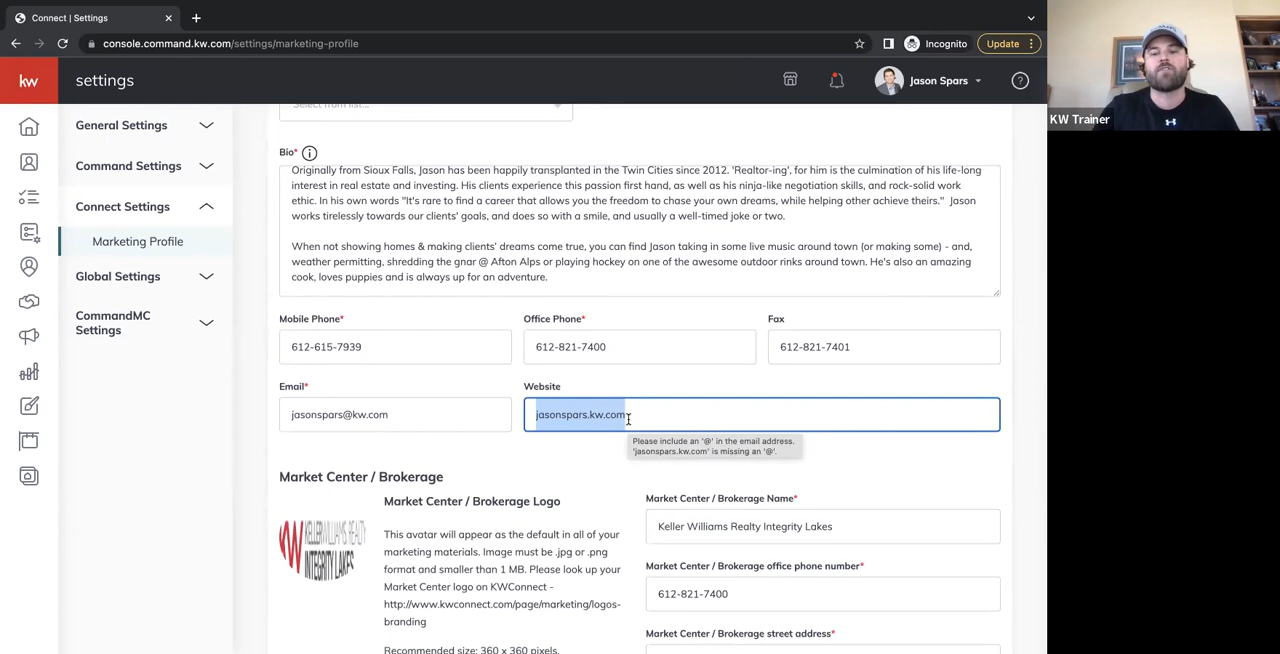 Connect | Settings
console.command.kw.com/settings/marketing-profile
Incognito
Update
kw
settings
Jason Spars
KW Trainer
General Settings
Command Settings
Connect Settings
Marketing Profile
Global Settings
CommandMC
Settings
Select from list...
Bio*
Originally from Sioux Falls, Jason has been happily transplanted in the Twin Cities since 2012. 'Realtor-ing', for him is the culmination of his life-long
interest in real estate and investing. His clients experience this passion first hand, as well as his ninja-like negotiation skills, and rock-solid work
ethic. In his own words "It's rare to find a career that allows you the freedom to chase your own dreams, while helping other achieve theirs."  Jason
works tirelessly towards our clients' goals, and does so with a smile, and usually a well-timed joke or two.
When not showing homes & making clients' dreams come true, you can find Jason taking in some live music around town (or making some) - and,
weather permitting, shredding the gnar @ Afton Alps or playing hockey on one of the awesome outdoor rinks around town. He's also an amazing
cook, loves puppies and is always up for an adventure.
Mobile Phone* Office Phone* Fax
612-615-7939 612-821-7400 612-821-7401
Email* Website
jasonspars@kw.com jasonspars.kw.com
Please include an '@' in the email address.
'jasonspars.kw.com' is missing an '@'.
Market Center / Brokerage
Market Center / Brokerage Logo
KELLERWILLIAMS REALTY
INTEGRITY LAKES
This avatar will appear as the default in all of your
marketing materials. Image must be .jpg or .png
format and smaller than 1 MB. Please look up your
Market Center logo on KWConnect -
http://www.kwconnect.com/page/marketing/logos-
branding
Recommended size: 360 x 360 pixels.
Market Center / Brokerage Name*
Keller Williams Realty Integrity Lakes
Market Center / Brokerage office phone number*
612-821-7400
Market Center / Brokerage street address*